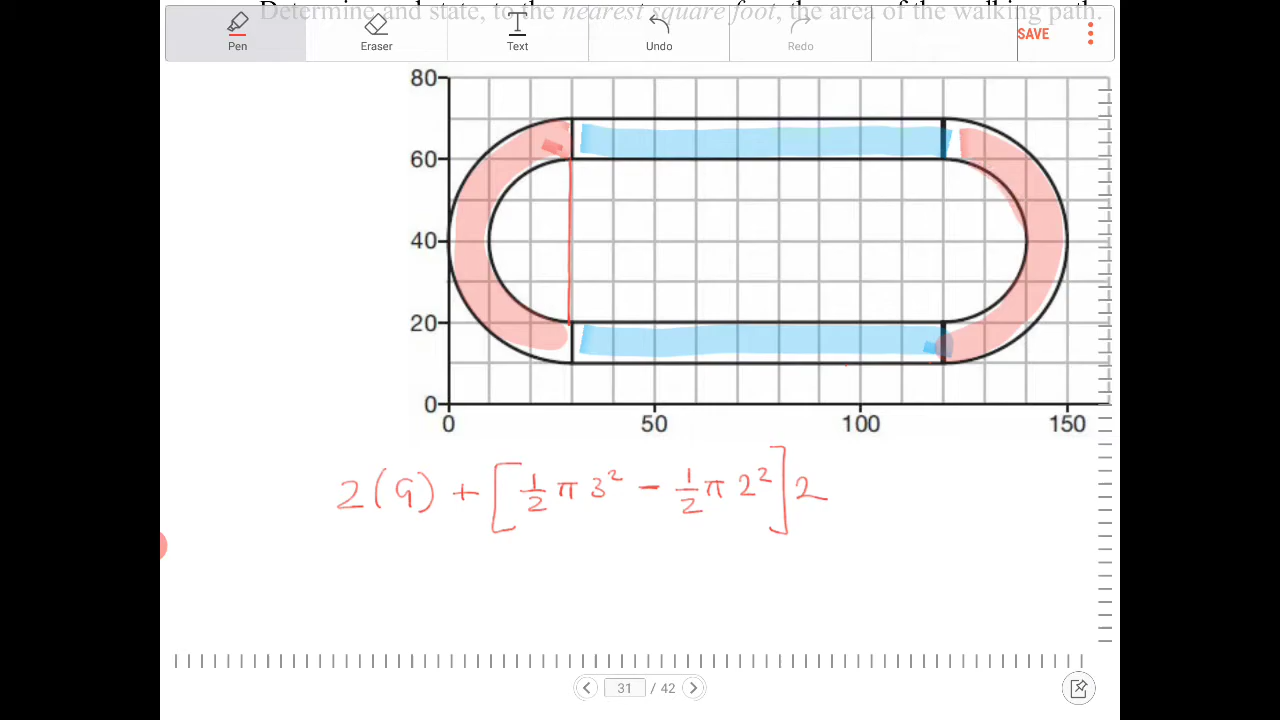 Determine and state, to the nearest square foot, the area of the walking path.
Pen Eraser Text Undo Redo SAVE
80
60
40
20
0
0 50 100 150
2(9) + [½π3² − ½π2²]2
31 / 42